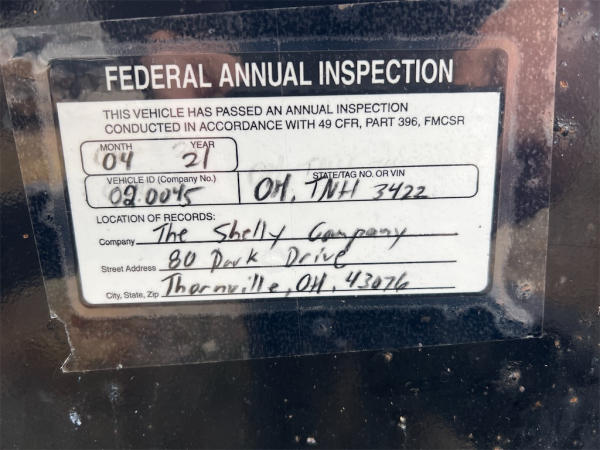 FEDERAL ANNUAL INSPECTION
THIS VEHICLE HAS PASSED AN ANNUAL INSPECTION
CONDUCTED IN ACCORDANCE WITH 49 CFR, PART 396, FMCSR
MONTH YEAR
04 21
VEHICLE ID (Company No.) STATE/TAG NO. OR VIN
02.0045 OH, TNH 3422
LOCATION OF RECORDS:
Company The Shelly Company
Street Address 80 Park Drive
City, State, Zip Thornville, OH, 43076